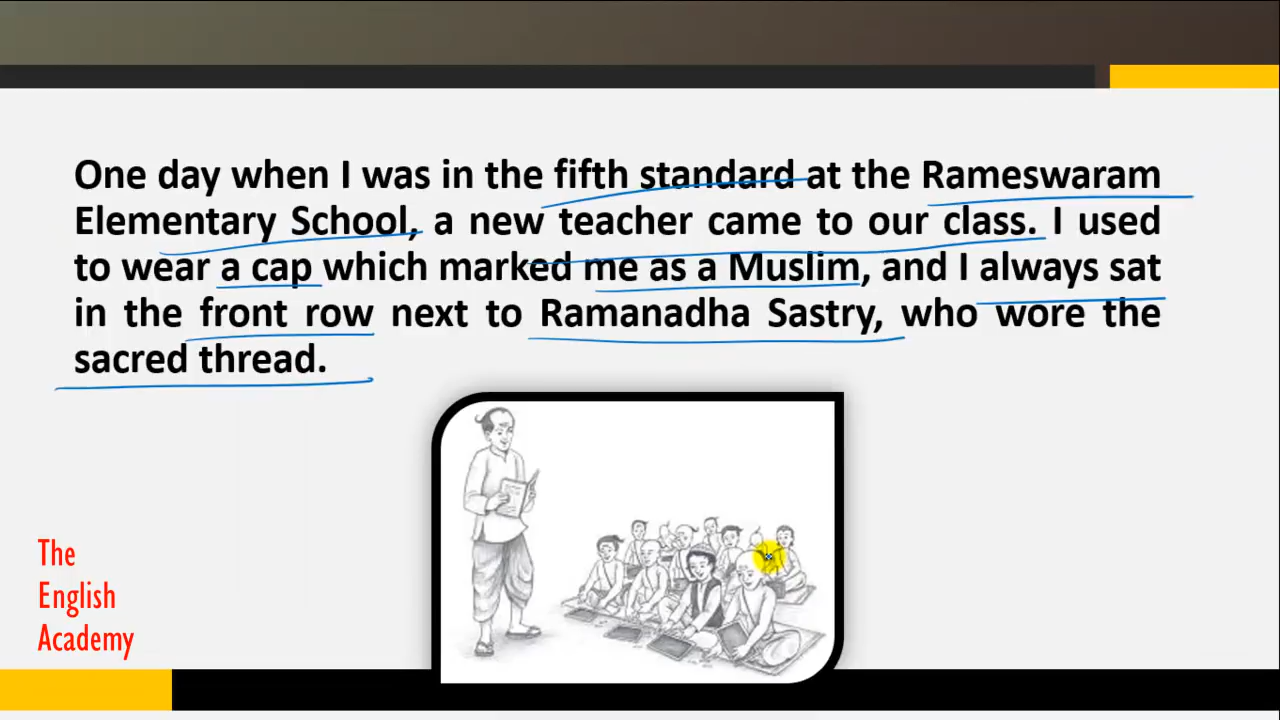 One day when I was in the fifth standard at the Rameswaram
Elementary School, a new teacher came to our class. I used
to wear a cap which marked me as a Muslim, and I always sat
in the front row next to Ramanadha Sastry, who wore the
sacred thread.
The
English
Academy